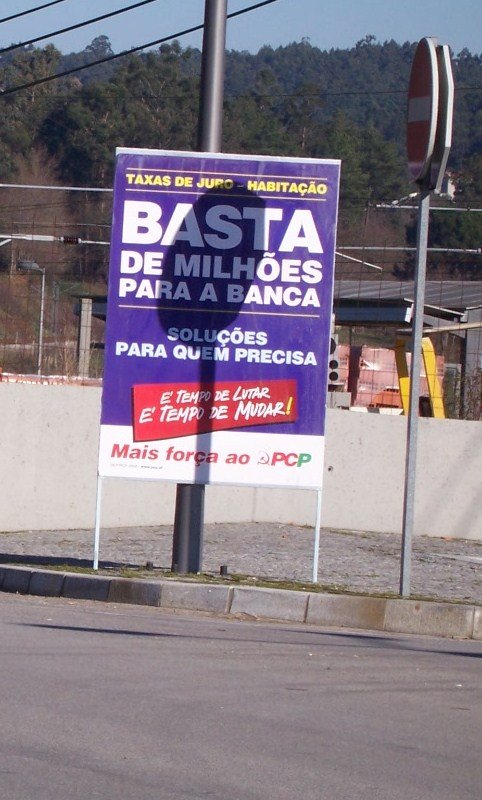 TAXAS DE JURO - HABITAÇÃO
BASTA
DE MILHÕES
PARA A BANCA
SOLUÇÕES
PARA QUEM PRECISA
É TEMPO DE LUTAR
É TEMPO DE MUDAR!
Mais força ao PCP